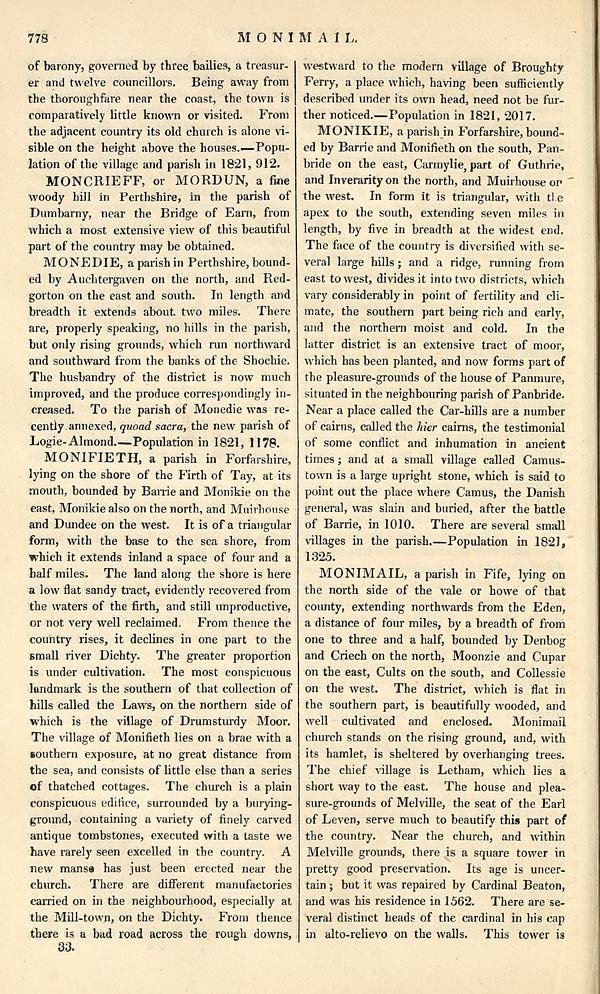 778
MONIMAIL.
of barony, governed by three bailies, a treasur-
er and twelve councillors. Being away from
the thoroughfare near the coast, the town is
comparatively little known or visited. From
the adjacent country its old church is alone vi-
sible on the height above the houses.—Popu-
lation of the village and parish in 1821, 912.
MONCRIEFF, or MORDUN, a fine
woody hill in Perthshire, in the parish of
Dumbarny, near the Bridge of Earn, from
which a most extensive view of this beautiful
part of the country may be obtained.
MONEDIE, a parish in Perthshire, bound-
ed by Auchtergaven on the north, and Red-
gorton on the east and south. In length and
breadth it extends about two miles. There
are, properly speaking, no hills in the parish,
but only rising grounds, which run northward
and southward from the banks of the Shochie.
The husbandry of the district is now much
improved, and the produce correspondingly in-
creased. To the parish of Monedie was re-
cently annexed, quoad sacra, the new parish of
Logie-Almond.—Population in 1821, 1178.
MONIFIETH, a parish in Forfarshire,
lying on the shore of the Firth of Tay, at its
mouth, bounded by Barrie and Monikie on the
east, Monikie also on the north, and Muirhouse
and Dundee on the west. It is of a triangular
form, with the base to the sea shore, from
which it extends inland a space of four and a
half miles. The land along the shore is here
a low flat sandy tract, evidently recovered from
the waters of the firth, and still unproductive,
or not very well reclaimed. From thence the
country rises, it declines in one part to the
small river Dichty. The greater proportion
is under cultivation. The most conspicuous
landmark is the southern of that collection of
hills called the Laws, on the northern side of
which is the village of Drumsturdy Moor.
The village of Monifieth lies on a brae with a
southern exposure, at no great distance from
the sea, and consists of little else than a series
of thatched cottages. The church is a plain
conspicuous edifice, surrounded by a burying-
ground, containing a variety of finely carved
antique tombstones, executed with a taste we
have rarely seen excelled in the country. A
new manse has just been erected near the
church. There are different manufactories
carried on in the neighbourhood, especially at
the Mill-town, on the Dichty. From thence
there is a bad road across the rough downs,
33.
westward to the modern village of Broughty
Ferry, a place which, having been sufficiently
described under its own head, need not be fur-
ther noticed.—Population in 1821, 2017.
MONIKIE, a parish in Forfarshire, bound-
ed by Barrie and Monifieth on the south, Pan-
bride on the east, Carmylie, part of Guthrie,
and Inverarity on the north, and Muirhouse on
the west. In form it is triangular, with the
apex to the south, extending seven miles in
length, by five in breadth at the widest end.
The face of the country is diversified with se-
veral large hills; and a ridge, running from
east to west, divides it into two districts, which
vary considerably in point of fertility and cli-
mate, the southern part being rich and early,
and the northern moist and cold. In the
latter district is an extensive tract of moor,
which has been planted, and now forms part of
the pleasure-grounds of the house of Panmure,
situated in the neighbouring parish of Panbride.
Near a place called the Car-hills are a number
of cairns, called the hier cairns, the testimonial
of some conflict and inhumation in ancient
times; and at a small village called Camus-
town is a large upright stone, which is said to
point out the place where Camus, the Danish
general, was slain and buried, after the battle
of Barrie, in 1010. There are several small
villages in the parish.—Population in 1821,
1325.
MONIMAIL, a parish in Fife, lying on
the north side of the vale or howe of that
county, extending northwards from the Eden,
a distance of four miles, by a breadth of from
one to three and a half, bounded by Denbog
and Criech on the north, Moonzie and Cupar
on the east, Cults on the south, and Collessie
on the west. The district, which is flat in
the southern part, is beautifully wooded, and
well cultivated and enclosed. Monimail
church stands on the rising ground, and, with
its hamlet, is sheltered by overhanging trees.
The chief village is Letham, which lies a
short way to the east. The house and plea-
sure-grounds of Melville, the seat of the Earl
of Leven, serve much to beautify this part of
the country. Near the church, and within
Melville grounds, there is a square tower in
pretty good preservation. Its age is uncer-
tain; but it was repaired by Cardinal Beaton,
and was his residence in 1562. There are se-
veral distinct heads of the cardinal in his cap
in alto-relievo on the walls. This tower is